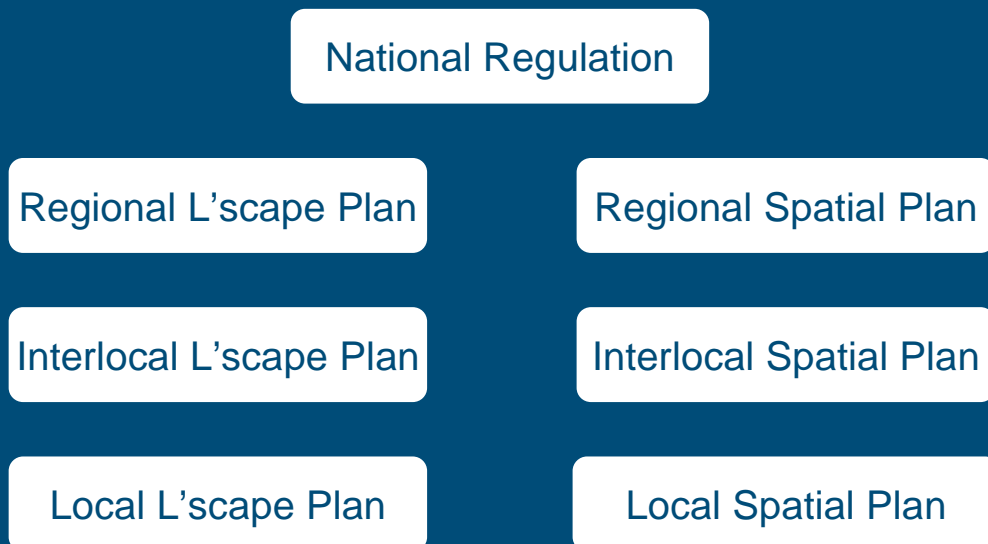 National Regulation
Regional L’scape Plan
Regional Spatial Plan
Interlocal L’scape Plan
Interlocal Spatial Plan
Local L’scape Plan
Local Spatial Plan